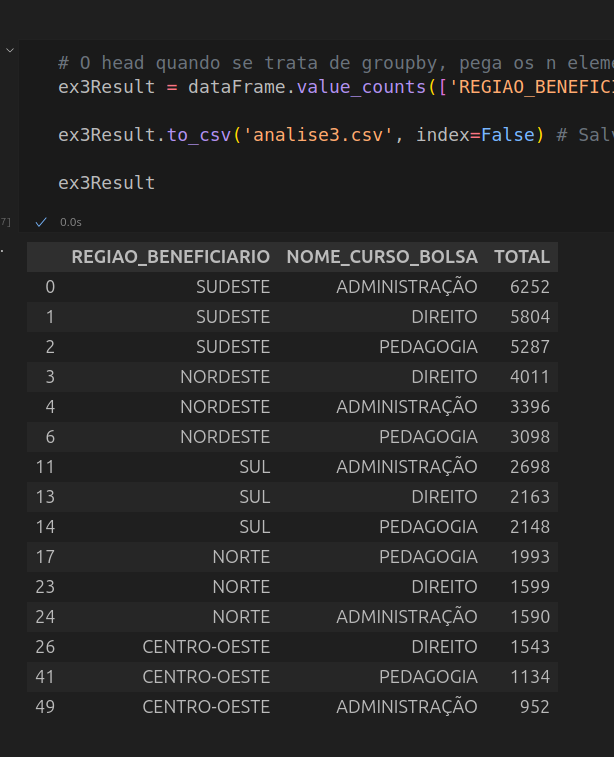 # O head quando se trata de groupby, pega os n eleme
ex3Result = dataFrame.value_counts(['REGIAO_BENEFICI
ex3Result.to_csv('analise3.csv', index=False) # Salv
ex3Result
7] 0.0s
REGIAO_BENEFICIARIO NOME_CURSO_BOLSA TOTAL
0 SUDESTE ADMINISTRAÇÃO 6252
1 SUDESTE DIREITO 5804
2 SUDESTE PEDAGOGIA 5287
3 NORDESTE DIREITO 4011
4 NORDESTE ADMINISTRAÇÃO 3396
6 NORDESTE PEDAGOGIA 3098
11 SUL ADMINISTRAÇÃO 2698
13 SUL DIREITO 2163
14 SUL PEDAGOGIA 2148
17 NORTE PEDAGOGIA 1993
23 NORTE DIREITO 1599
24 NORTE ADMINISTRAÇÃO 1590
26 CENTRO-OESTE DIREITO 1543
41 CENTRO-OESTE PEDAGOGIA 1134
49 CENTRO-OESTE ADMINISTRAÇÃO 952